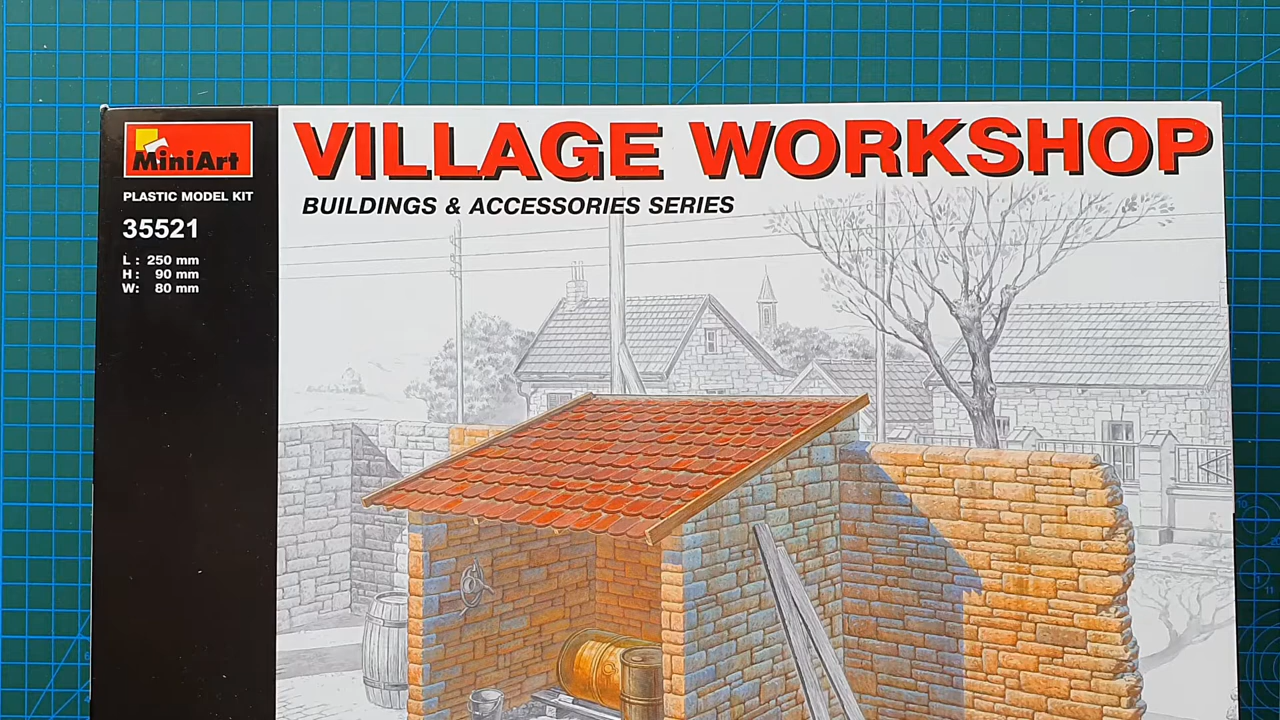 MiniArt
PLASTIC MODEL KIT
35521
L : 250 mm
H : 90 mm
W: 80 mm
VILLAGE WORKSHOP
BUILDINGS & ACCESSORIES SERIES